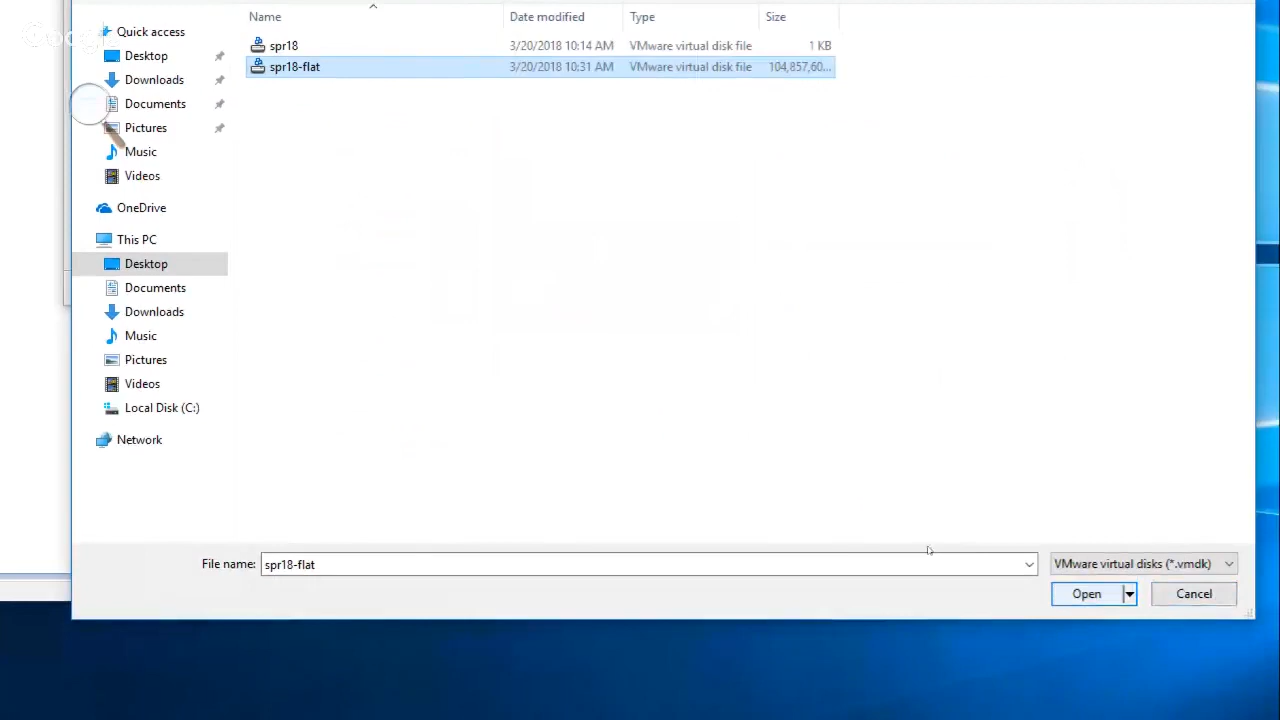 Name Date modified Type Size
Quick access
spr18 3/20/2018 10:14 AM VMware virtual disk file 1 KB
Desktop
spr18-flat 3/20/2018 10:31 AM VMware virtual disk file 104,857,60...
Downloads
Documents
Pictures
Music
Videos
OneDrive
This PC
Desktop
Documents
Downloads
Music
Pictures
Videos
Local Disk (C:)
Network
File name: spr18-flat VMware virtual disks (*.vmdk)
Open Cancel